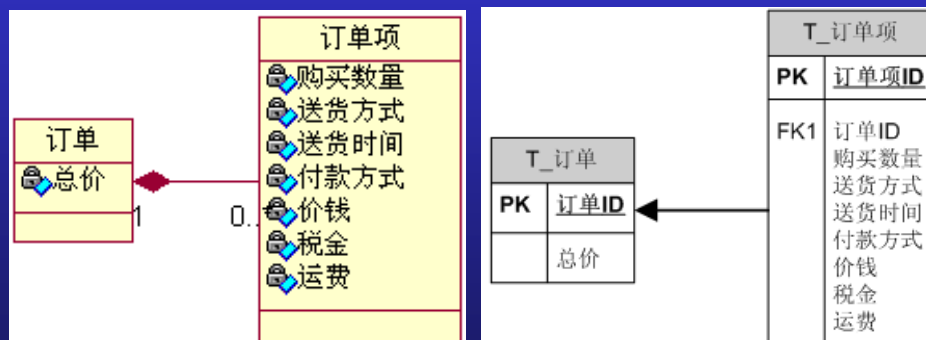 订单项
购买数量
送货方式
送货时间
付款方式
价钱
税金
运费
订单
总价
1
0..
T_订单项
PK 订单项ID
FK1 订单ID
购买数量
送货方式
送货时间
付款方式
价钱
税金
运费
T_订单
PK 订单ID
总价